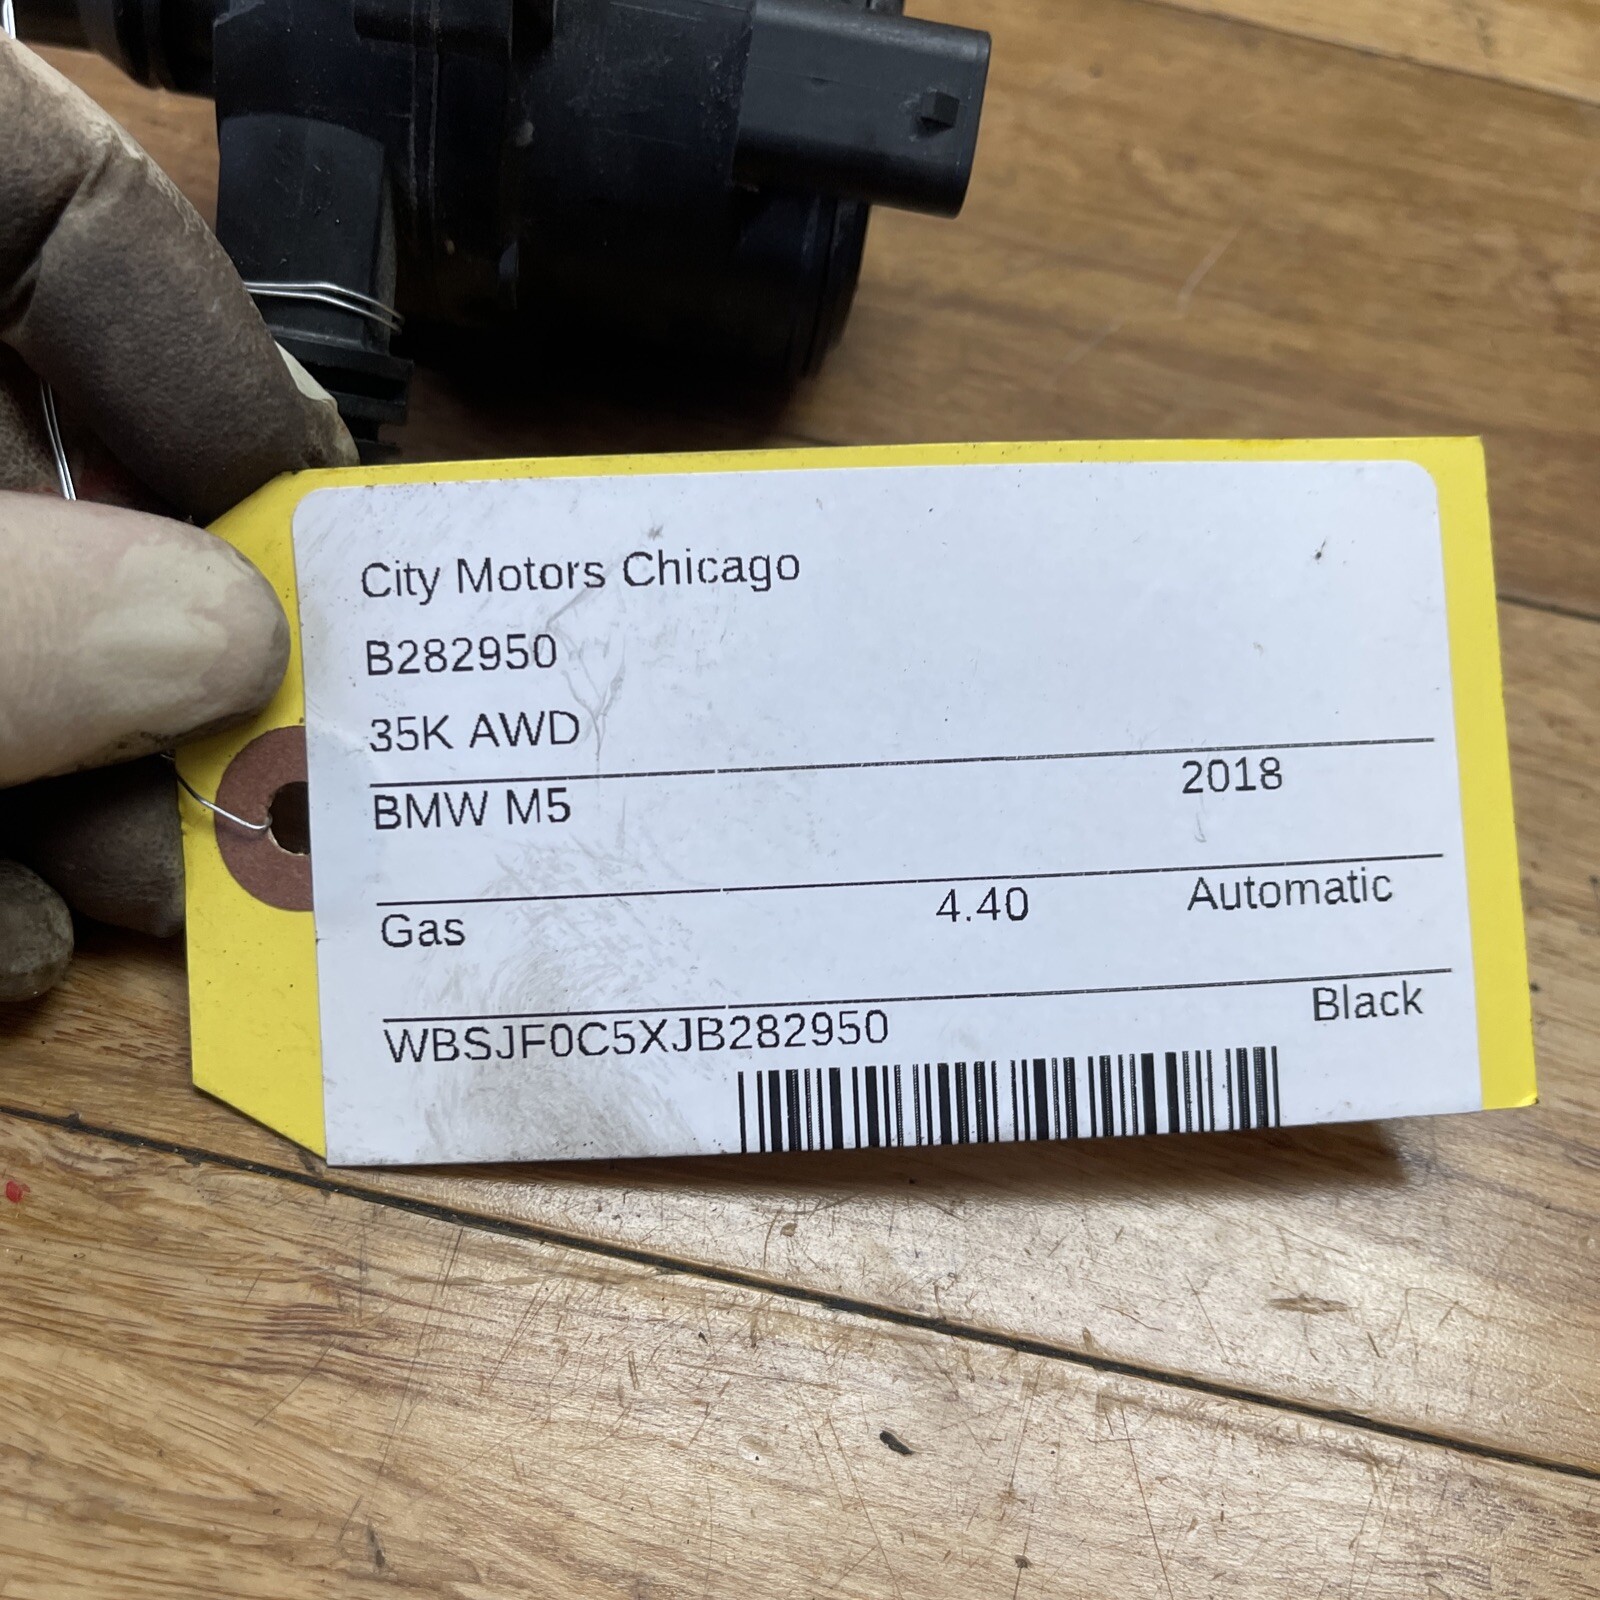 City Motors Chicago
B282950
35K AWD
BMW M5 2018
Gas 4.40 Automatic
WBSJF0C5XJB282950 Black